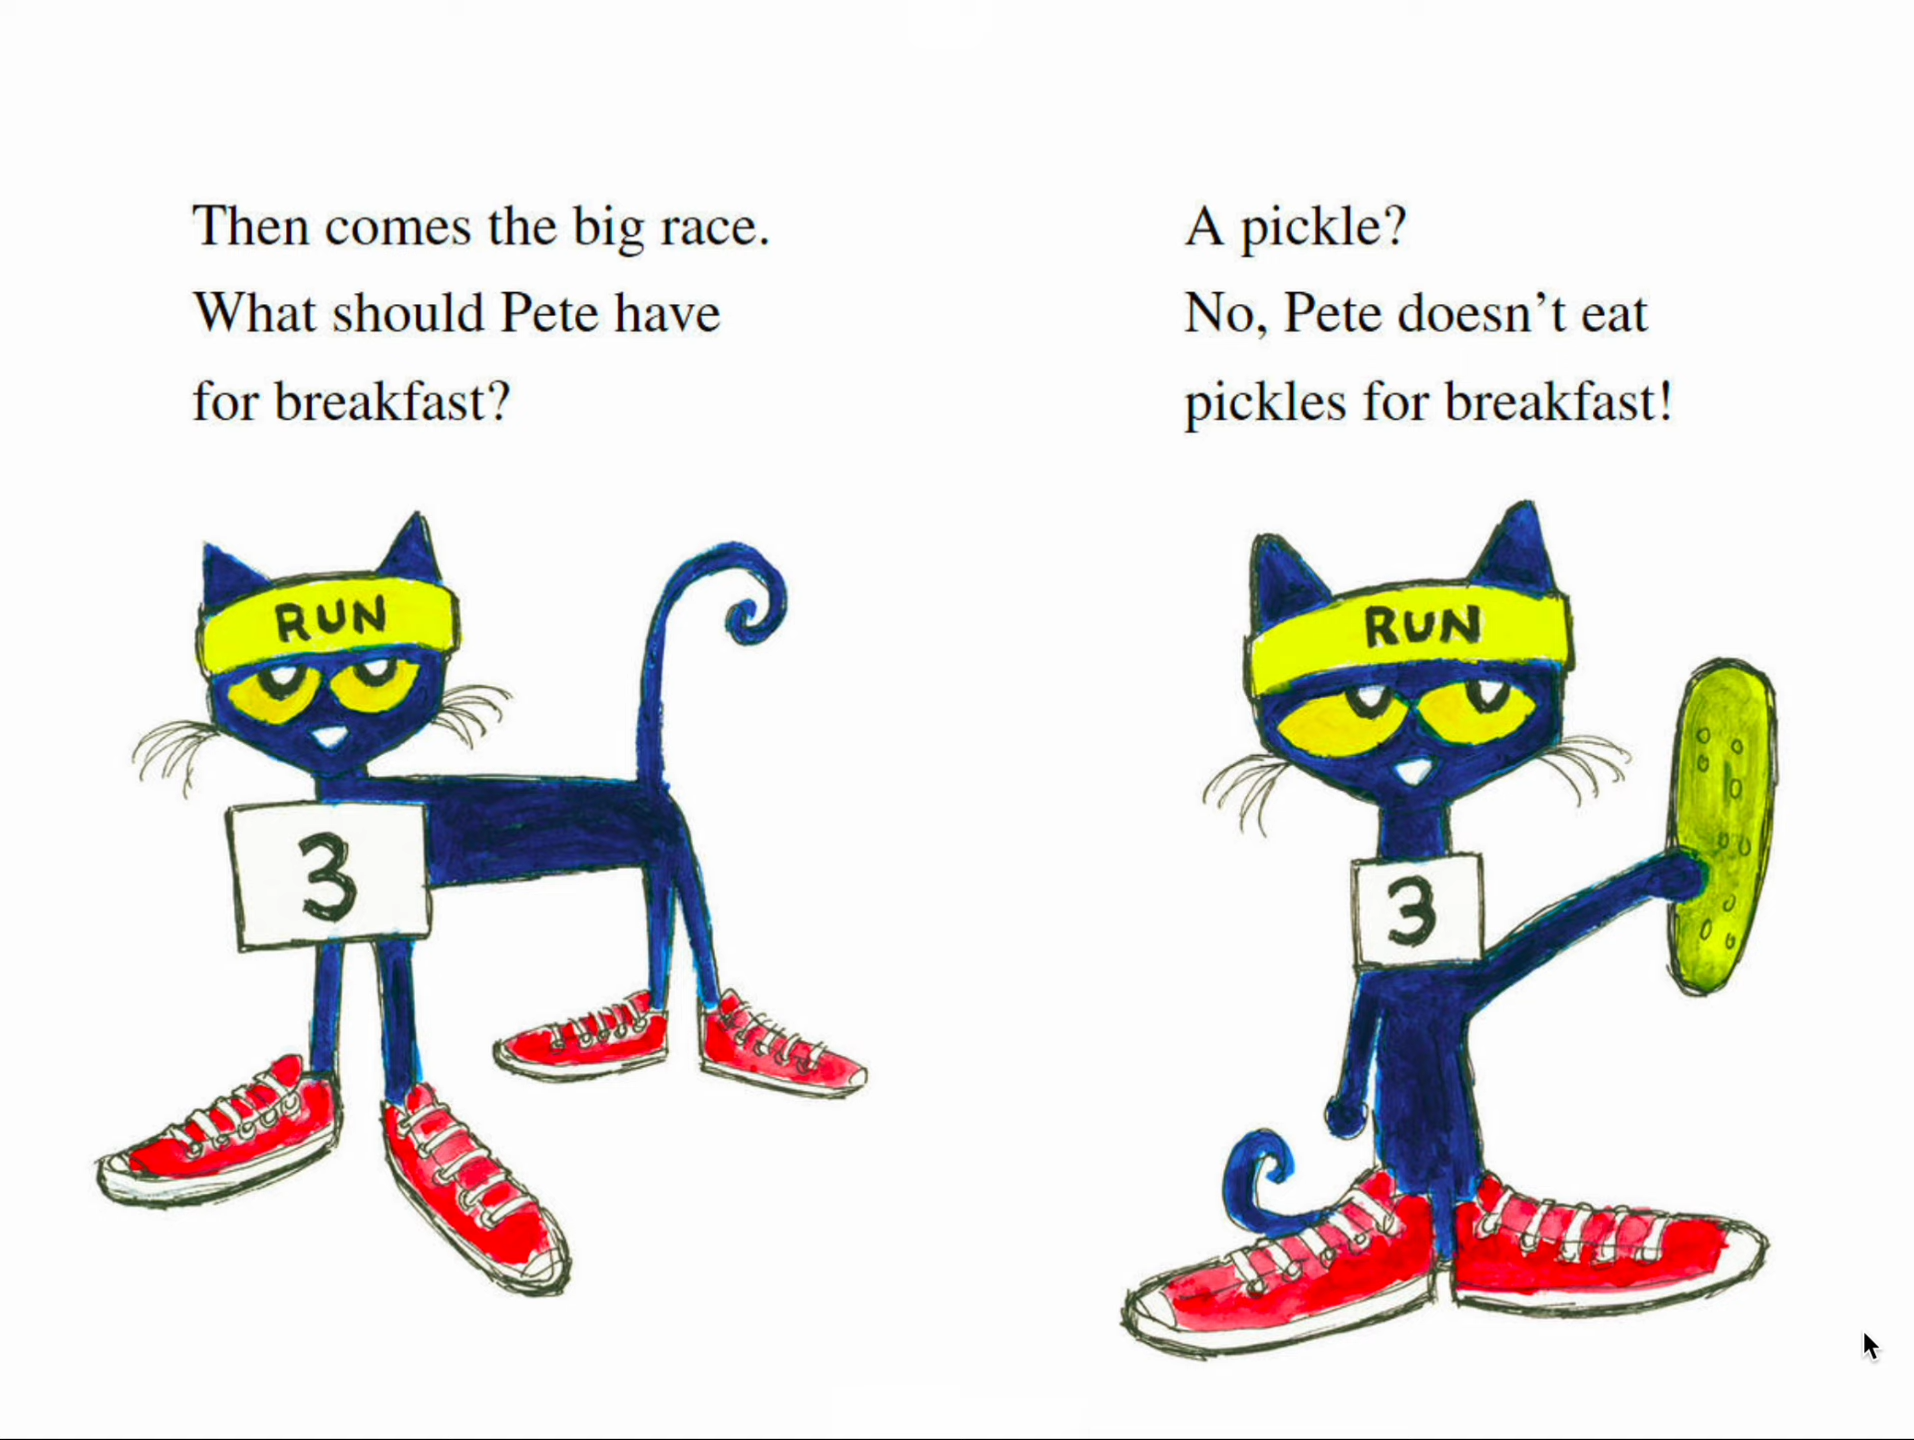 Then comes the big race.
What should Pete have
for breakfast?
RUN
3
A pickle?
No, Pete doesn’t eat
pickles for breakfast!
RUN
3